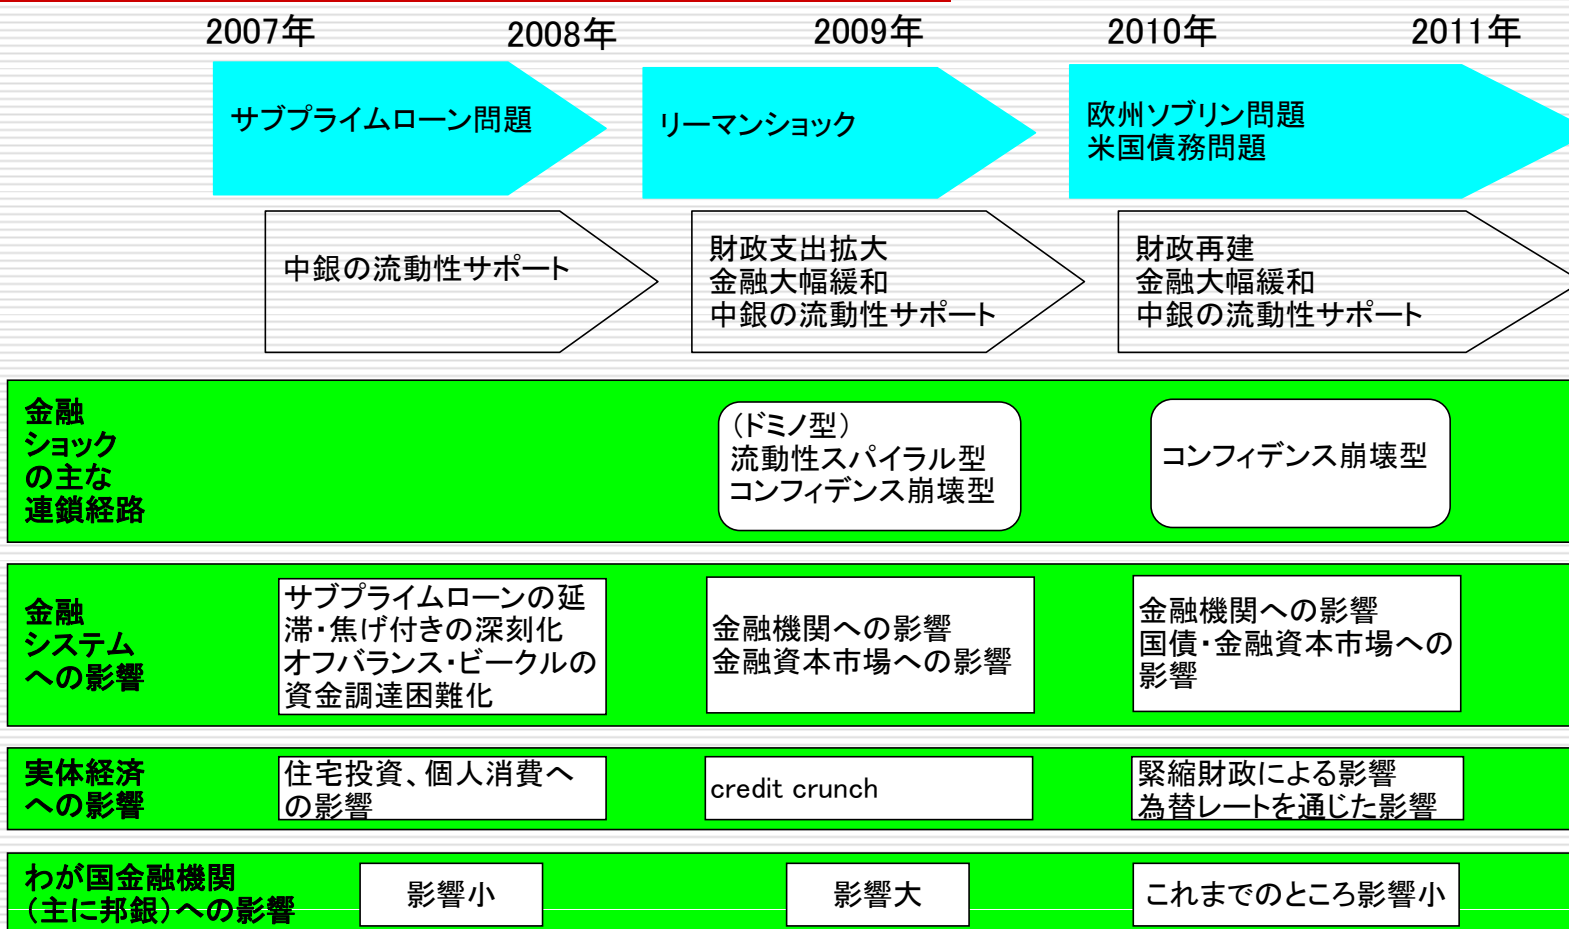 2007年
2008年
2009年
2010年
2011年
サブプライムローン問題
リーマンショック
欧州ソブリン問題
米国債務問題
中銀の流動性サポート
財政支出拡大
金融大幅緩和
中銀の流動性サポート
財政再建
金融大幅緩和
中銀の流動性サポート
金融
ショック
の主な
連鎖経路
（ドミノ型）
流動性スパイラル型
コンフィデンス崩壊型
コンフィデンス崩壊型
金融
システム
への影響
サブプライムローンの延
滞・焦げ付きの深刻化
オフバランス・ビークルの
資金調達困難化
金融機関への影響
金融資本市場への影響
金融機関への影響
国債・金融資本市場への
影響
実体経済
への影響
住宅投資、個人消費へ
の影響
credit crunch
緊縮財政による影響
為替レートを通じた影響
わが国金融機関
（主に邦銀）への影響
影響小
影響大
これまでのところ影響小